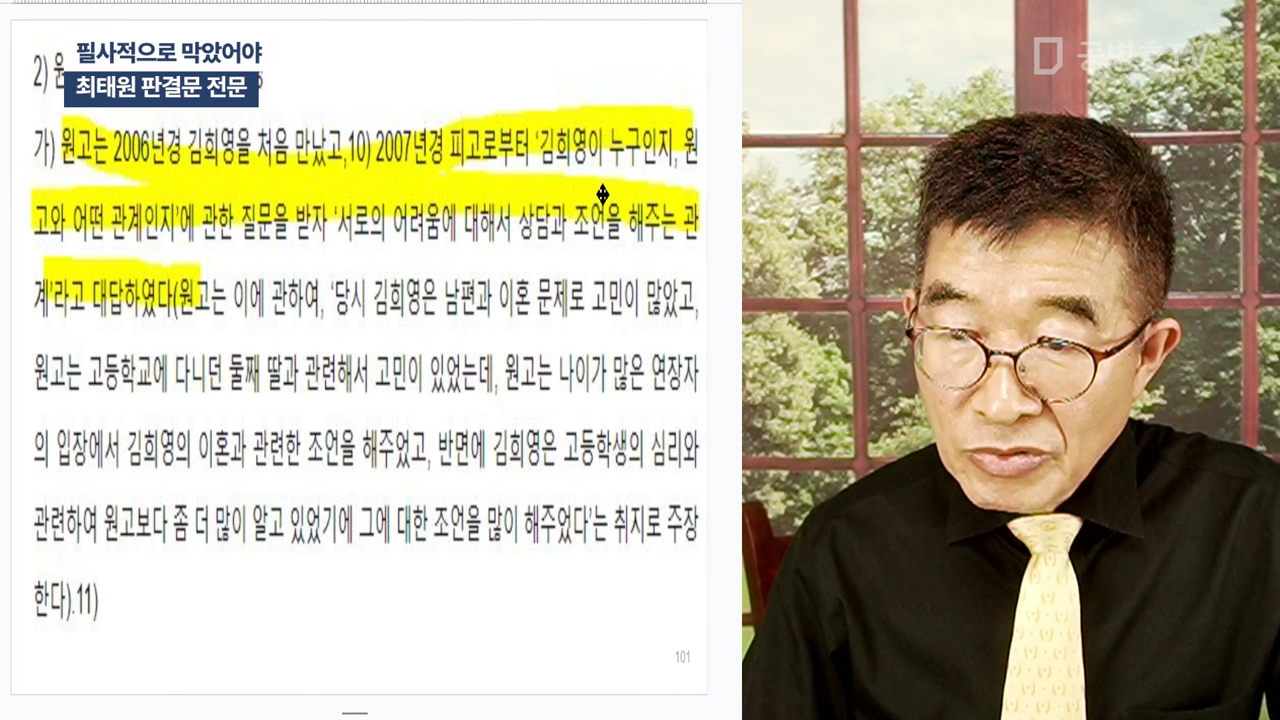 필사적으로 막았어야
최태원 판결문 전문
2) 원
가) 원고는 2006년경 김희영을 처음 만났고,10) 2007년경 피고로부터 ‘김희영이 누구인지, 원
고와 어떤 관계인지’에 관한 질문을 받자 ‘서로의 어려움에 대해서 상담과 조언을 해주는 관
계’라고 대답하였다(원고는 이에 관하여, ‘당시 김희영은 남편과 이혼 문제로 고민이 많았고,
원고는 고등학교에 다니던 둘째 딸과 관련해서 고민이 있었는데, 원고는 나이가 많은 연장자
의 입장에서 김희영의 이혼과 관련한 조언을 해주었고, 반면에 김희영은 고등학생의 심리와
관련하여 원고보다 좀 더 많이 알고 있었기에 그에 대한 조언을 많이 해주었다’는 취지로 주장
한다).11)
101
공병호TV